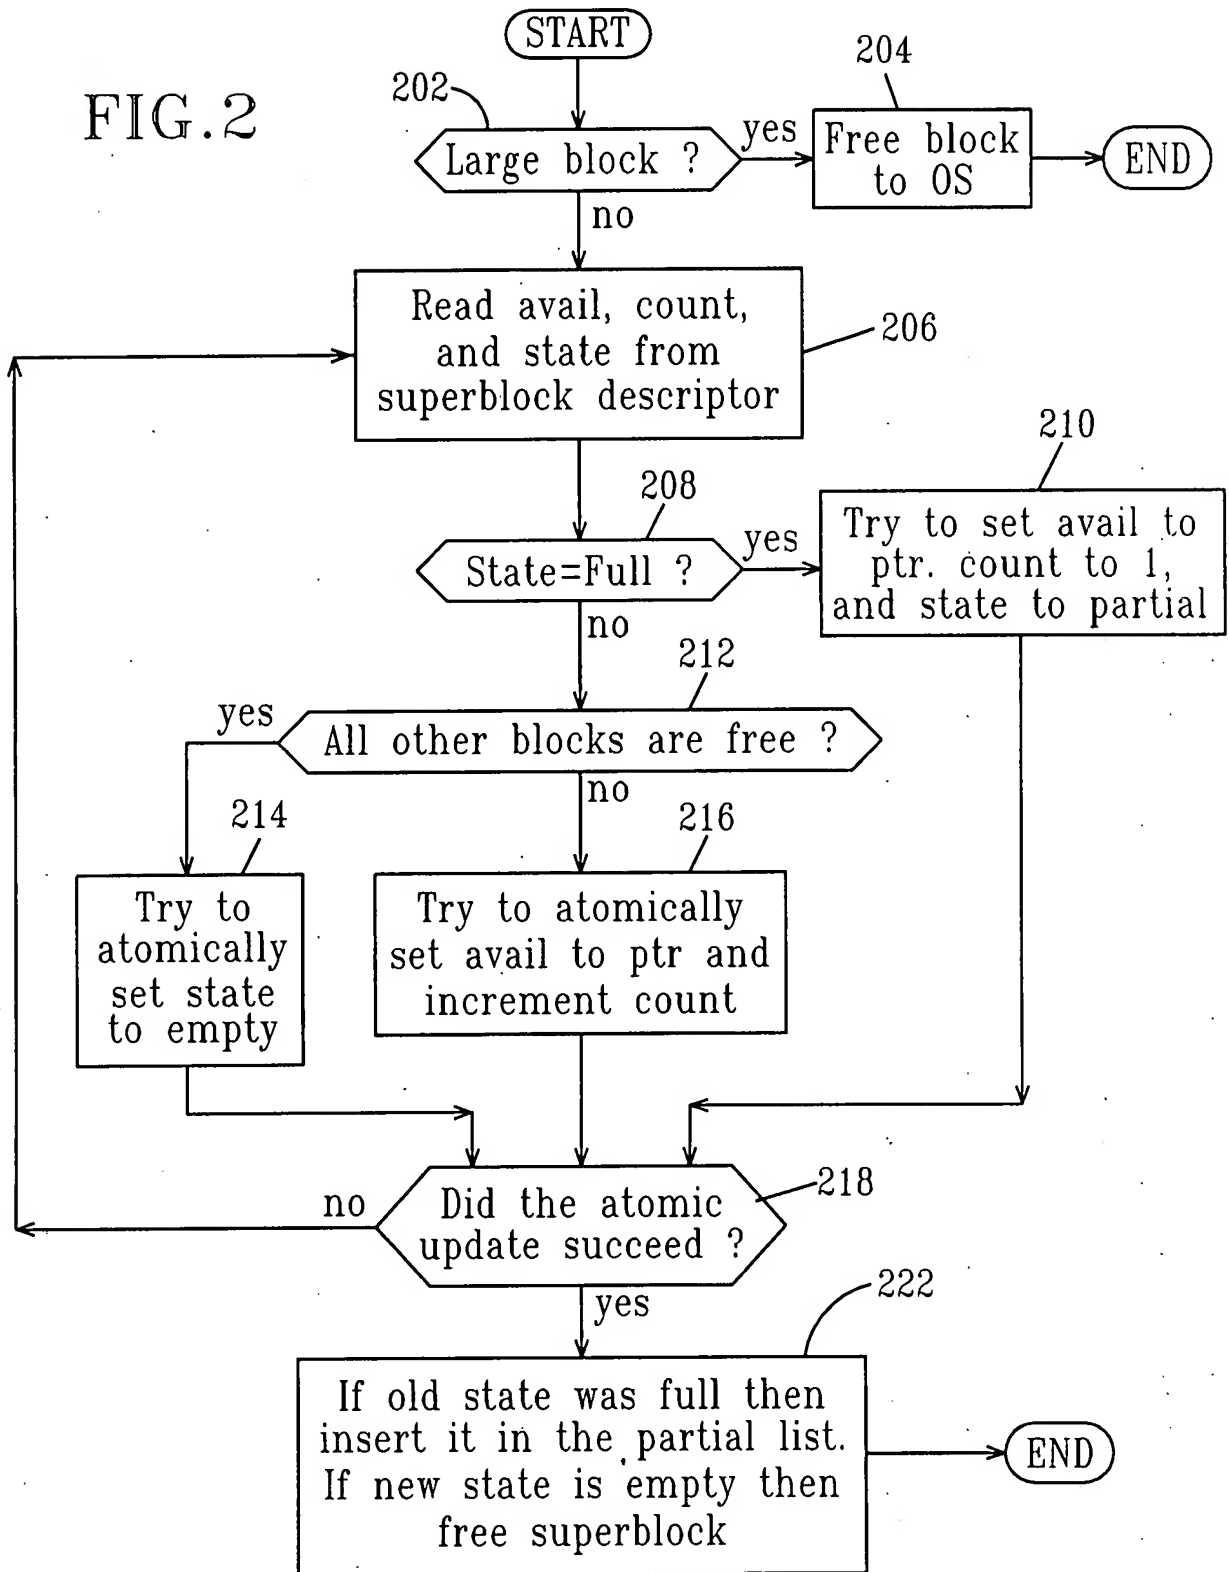 START
FIG.2
202
204
Large block ?
yes
Free block
to OS
END
no
Read avail, count,
and state from
superblock descriptor
206
208
210
State=Full ?
yes
Try to set avail to
ptr. count to 1,
and state to partial
no
212
yes
All other blocks are free ?
no
214
216
Try to
atomically
set state
to empty
Try to atomically
set avail to ptr and
increment count
no
Did the atomic
update succeed ?
218
yes
222
If old state was full then
insert it in the partial list.
If new state is empty then
free superblock
END